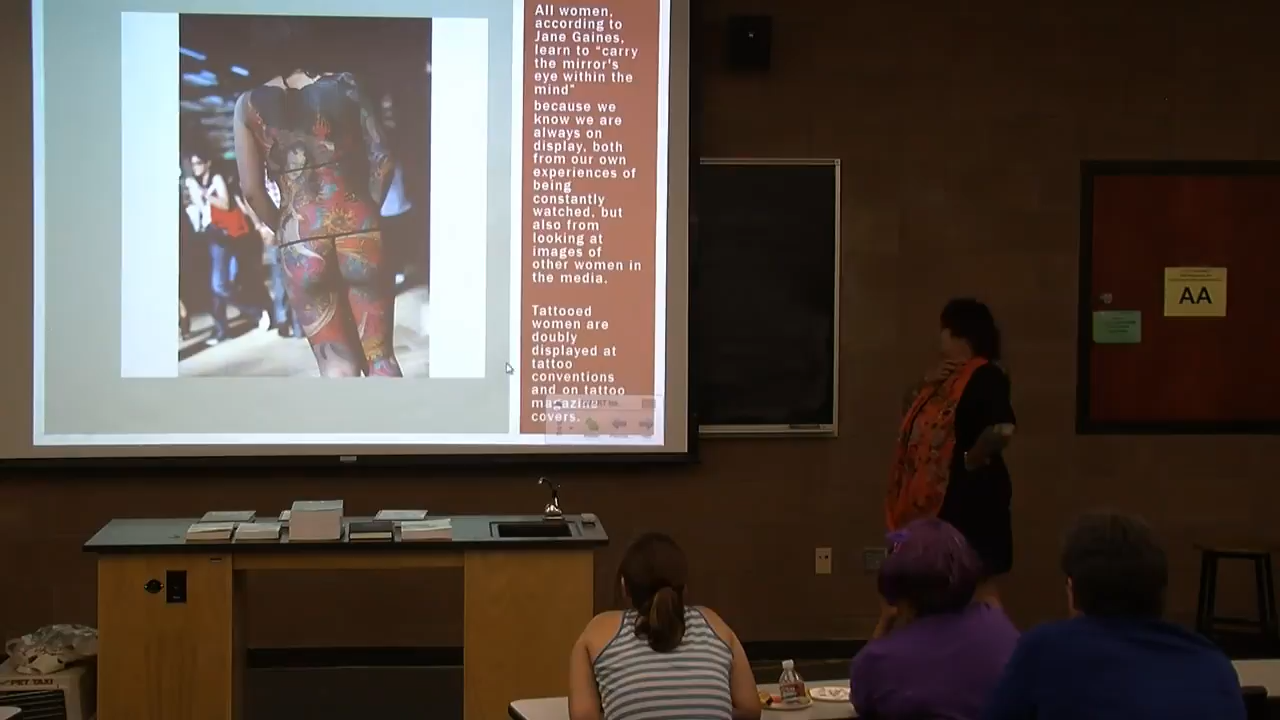 All women,
according to
Jane Gaines,
learn to "carry
the mirror's
eye within the
mind"
because we
know we are
always on
display, both
from our own
experiences of
being
constantly
watched, but
also from
looking at
images of
other women in
the media.
Tattooed
women are
doubly
displayed at
tattoo
conventions
and on tattoo
magazine
covers.
AA
PET TAXI